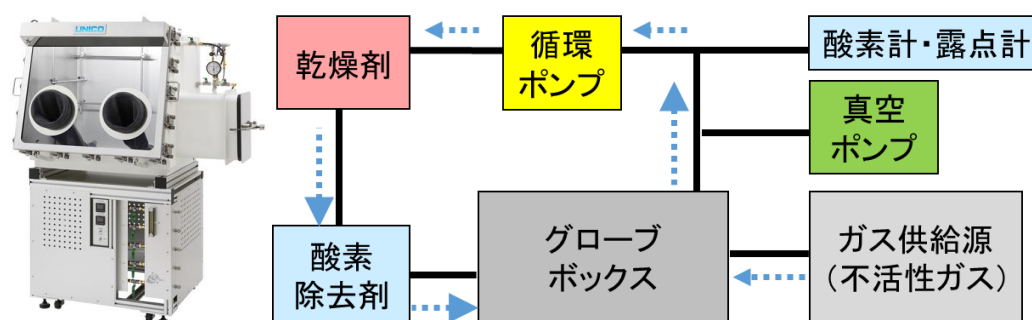 UNICO
乾燥剤
循環
ポンプ
酸素計・露点計
真空
ポンプ
酸素
除去剤
グローブ
ボックス
ガス供給源
（不活性ガス）